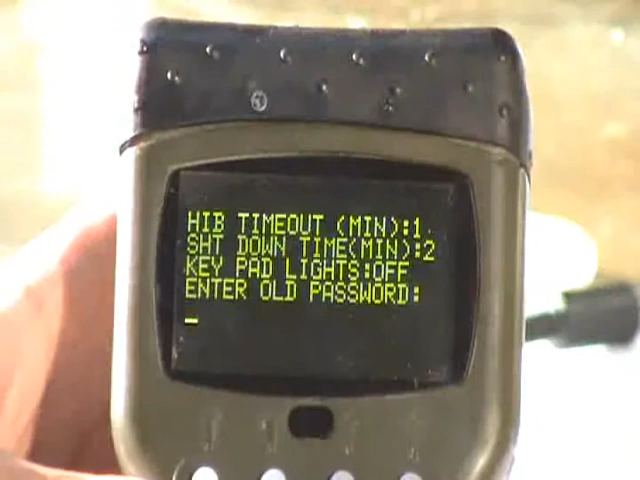 HIB TIMEOUT (MIN):1
SHT DOWN TIME(MIN):2
KEY PAD LIGHTS:OFF
ENTER OLD PASSWORD:
_